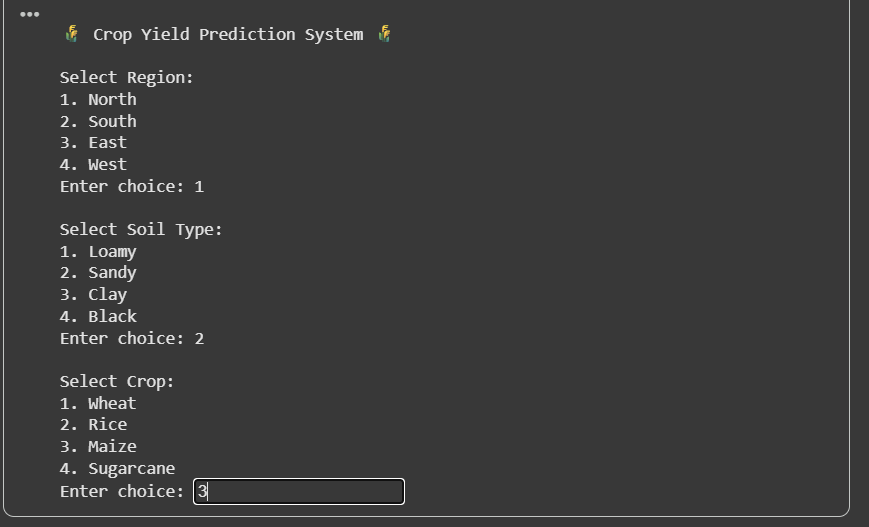 🌾 Crop Yield Prediction System 🌾
Select Region:
1. North
2. South
3. East
4. West
Enter choice: 1
Select Soil Type:
1. Loamy
2. Sandy
3. Clay
4. Black
Enter choice: 2
Select Crop:
1. Wheat
2. Rice
3. Maize
4. Sugarcane
Enter choice: 3